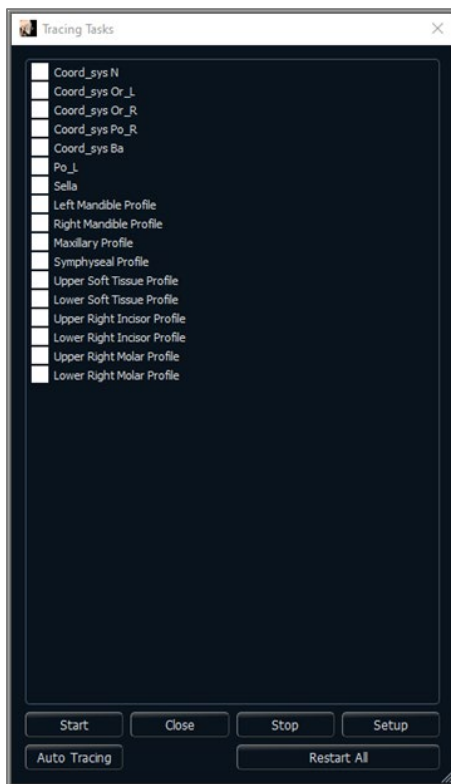 Tracing Tasks
Coord_sys N
Coord_sys Or_L
Coord_sys Or_R
Coord_sys Po_R
Coord_sys Ba
Po_L
Sella
Left Mandible Profile
Right Mandible Profile
Maxillary Profile
Symphyseal Profile
Upper Soft Tissue Profile
Lower Soft Tissue Profile
Upper Right Incisor Profile
Lower Right Incisor Profile
Upper Right Molar Profile
Lower Right Molar Profile
Start Close Stop Setup
Auto Tracing Restart All